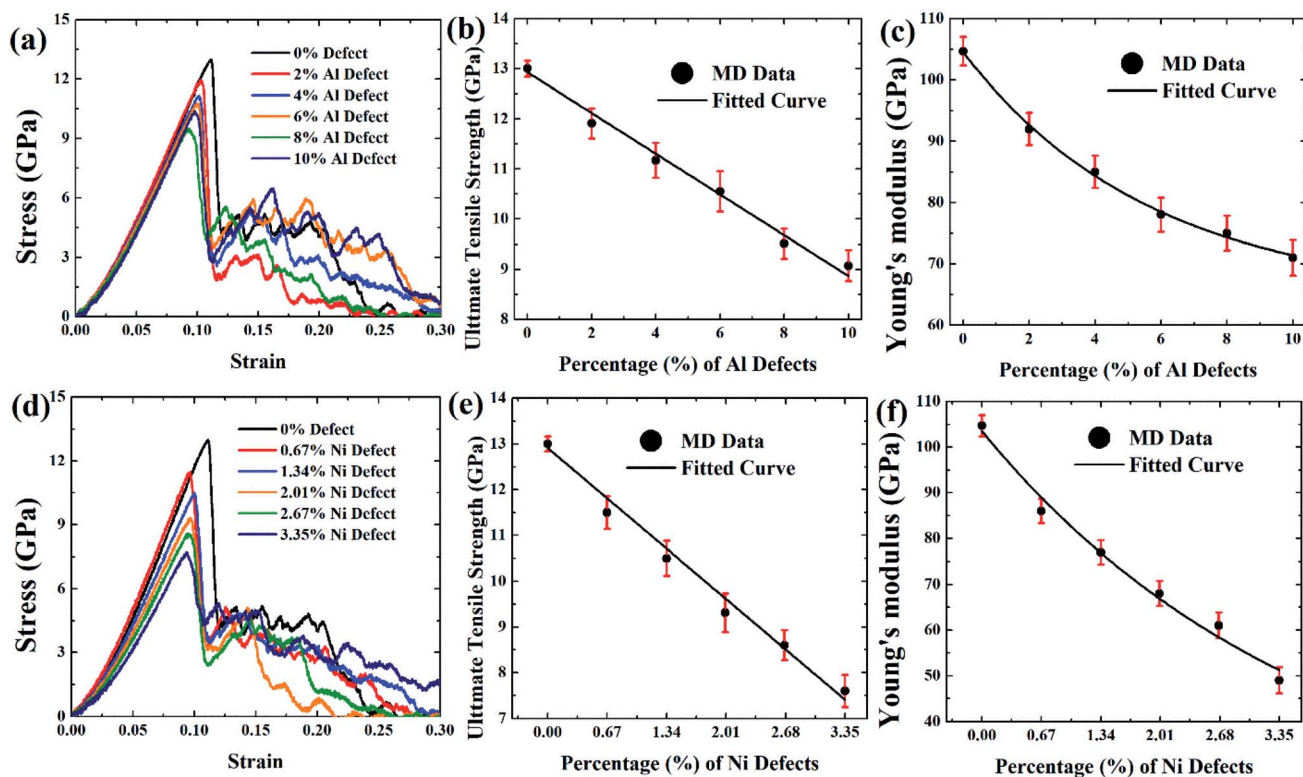 (a)
15
12
9
6
3
0
Stress (GPa)
0% Defect
2% Al Defect
4% Al Defect
6% Al Defect
8% Al Defect
10% Al Defect
0.00 0.05 0.10 0.15 0.20 0.25 0.30
Strain
(b)
14
13
12
11
10
9
8
Ulttmate Tensile Strength (GPa)
MD Data
Fitted Curve
0 2 4 6 8 10
Percentage (%) of Al Defects
(c)
110
100
90
80
70
60
Young's modulus (GPa)
MD Data
Fitted Curve
0 2 4 6 8 10
Percentage (%) of Al Defects
(d)
15
12
9
6
3
0
Stress (GPa)
0% Defect
0.67% Ni Defect
1.34% Ni Defect
2.01% Ni Defect
2.67% Ni Defect
3.35% Ni Defect
0.00 0.05 0.10 0.15 0.20 0.25 0.30
Strain
(e)
14
13
12
11
10
9
8
7
Ulttmate Tensile Strength (GPa)
MD Data
Fitted Curve
0.00 0.67 1.34 2.01 2.68 3.35
Percentage (%) of Ni Defects
(f)
110
100
90
80
70
60
50
40
Young's modulus (GPa)
MD Data
Fitted Curve
0.00 0.67 1.34 2.01 2.68 3.35
Percentage (%) of Ni Defects